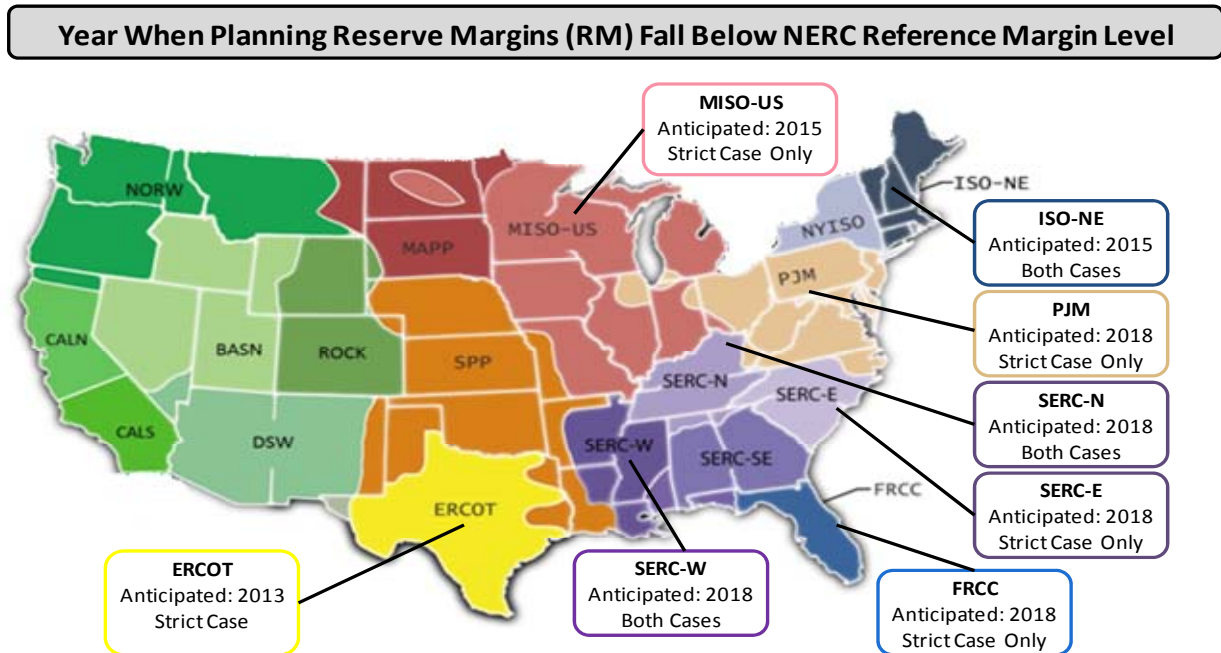 Year When Planning Reserve Margins (RM) Fall Below NERC Reference Margin Level
MISO-US
Anticipated: 2015
Strict Case Only
NORW
MAPP
MISO-US
NYISO
ISO-NE
ISO-NE
Anticipated: 2015
Both Cases
PJM
PJM
Anticipated: 2018
Strict Case Only
CALN
BASN
ROCK
SPP
SERC-N
SERC-E
SERC-N
Anticipated: 2018
Both Cases
CALS
DSW
SERC-W
SERC-SE
SERC-E
Anticipated: 2018
Strict Case Only
ERCOT
FRCC
ERCOT
Anticipated: 2013
Strict Case
SERC-W
Anticipated: 2018
Both Cases
FRCC
Anticipated: 2018
Strict Case Only